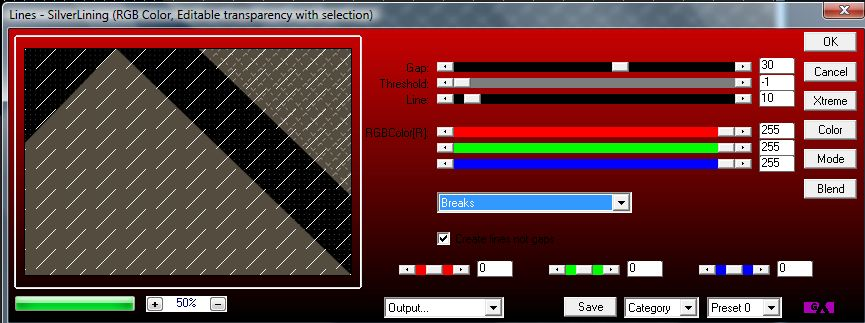 Lines - SilverLining (RGB Color, Editable transparency with selection)
OK
Gap: 30
Threshold: -1
Cancel
Line: 10
Xtreme
RGBColor[R] 255
Color
255
255
Mode
Breaks
Blend
Create lines not gaps
0 0 0
+ 50% -
Output...
Save
Category
Preset 0